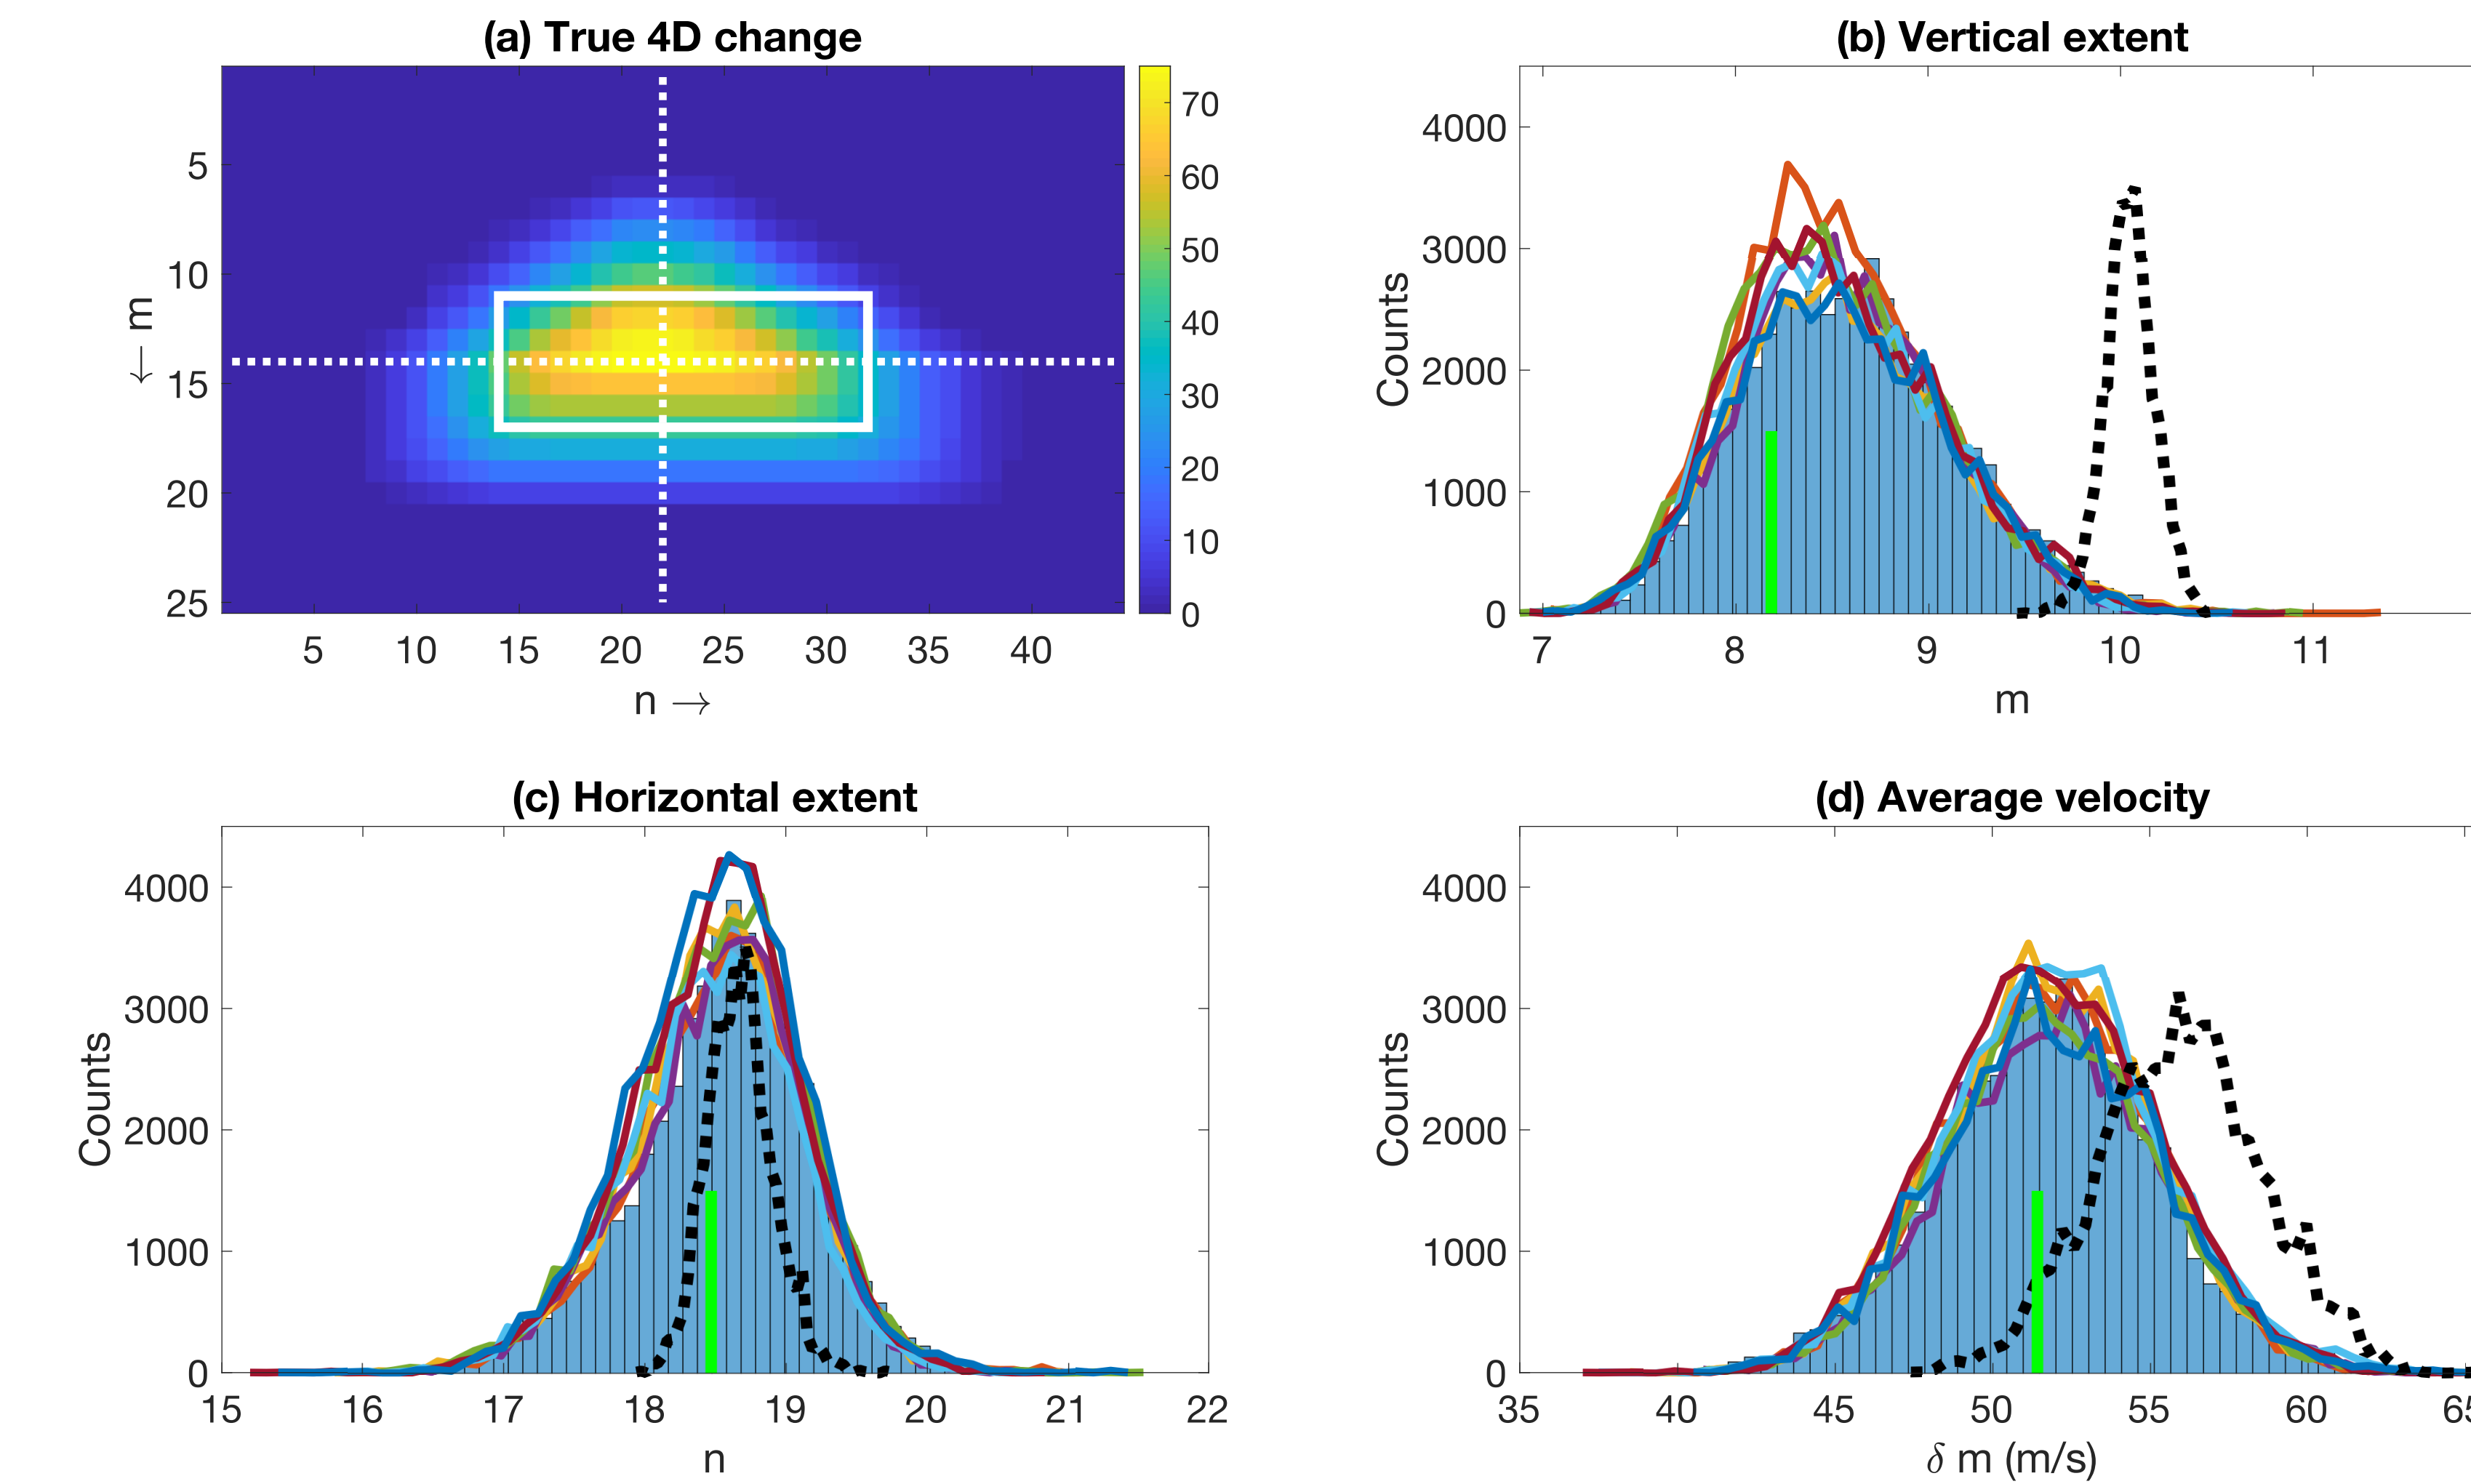 (a) True 4D change
(b) Vertical extent
70
60
50
40
30
20
10
0
5
10
15
20
25
← m
5 10 15 20 25 30 35 40
n →
4000
3000
2000
1000
0
Counts
7 8 9 10 11
m
(c) Horizontal extent
(d) Average velocity
4000
3000
2000
1000
0
Counts
15 16 17 18 19 20 21 22
n
4000
3000
2000
1000
0
Counts
35 40 45 50 55 60 65
δ m (m/s)